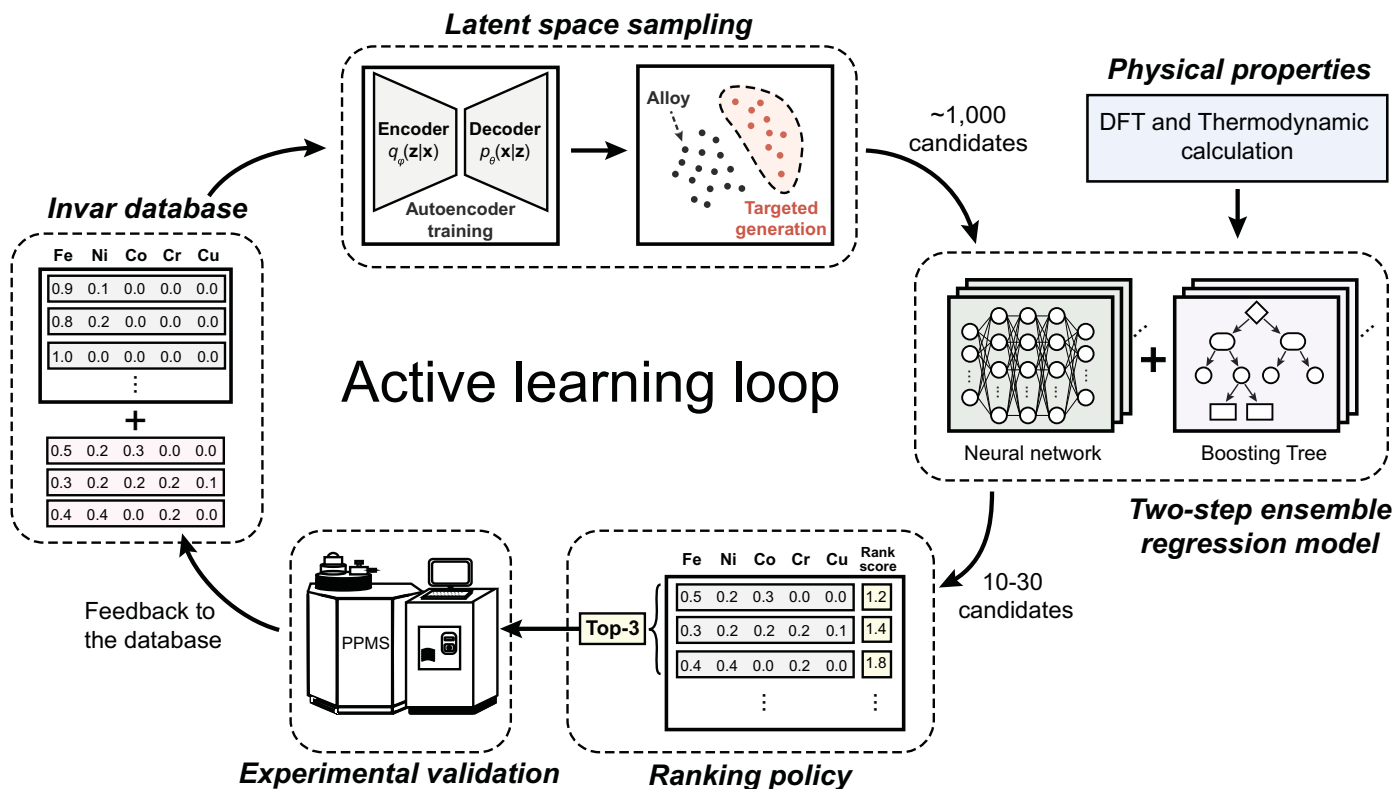 Latent space sampling
Encoder
qφ(z|x)
Decoder
pθ(x|z)
Autoencoder
training
Alloy
Targeted
generation
~1,000
candidates
Physical properties
DFT and Thermodynamic
calculation
Invar database
Fe Ni Co Cr Cu
0.9 0.1 0.0 0.0 0.0
0.8 0.2 0.0 0.0 0.0
1.0 0.0 0.0 0.0 0.0
⋮
+
0.5 0.2 0.3 0.0 0.0
0.3 0.2 0.2 0.2 0.1
0.4 0.4 0.0 0.2 0.0
Active learning loop
+
Neural network
Boosting Tree
Two-step ensemble
regression model
10-30
candidates
Fe Ni Co Cr Cu Rank score
0.5 0.2 0.3 0.0 0.0 1.2
0.3 0.2 0.2 0.2 0.1 1.4
0.4 0.4 0.0 0.2 0.0 1.8
⋮ ⋮
Top-3
Ranking policy
PPMS
Experimental validation
Feedback to
the database